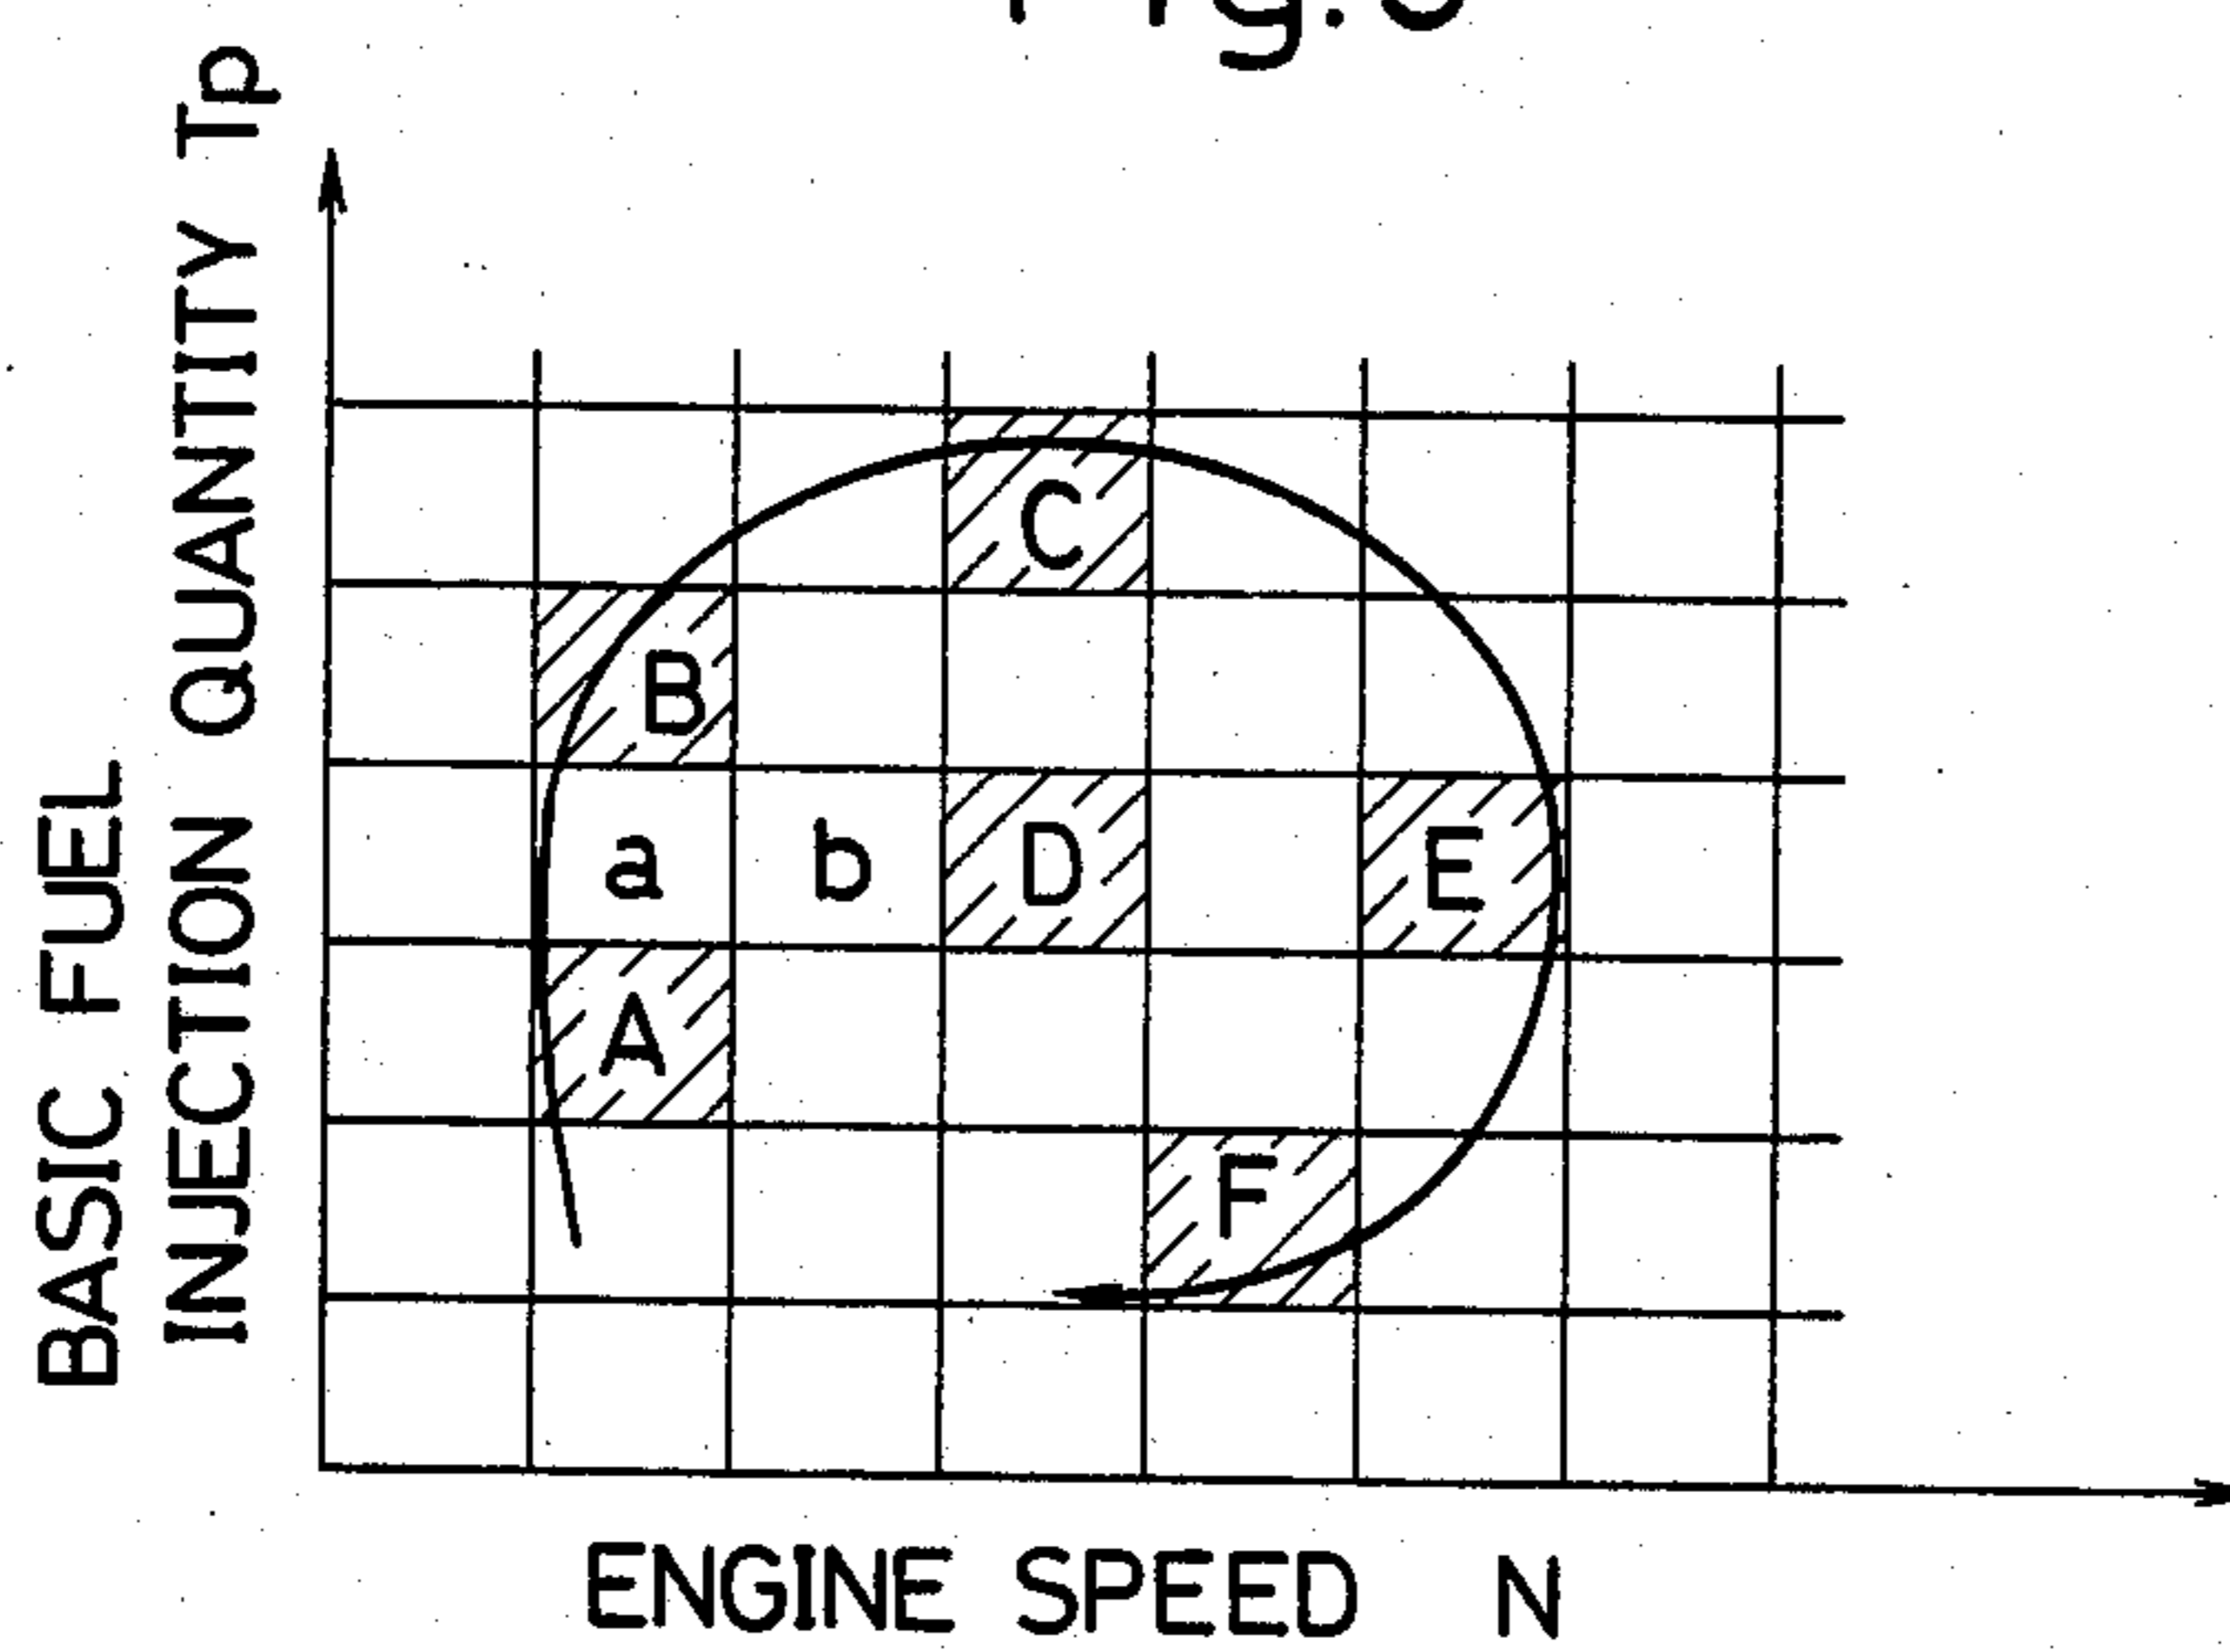 BASIC FUEL
INJECTION QUANTITY Tp
C
B
a b D E
A
F
ENGINE SPEED N